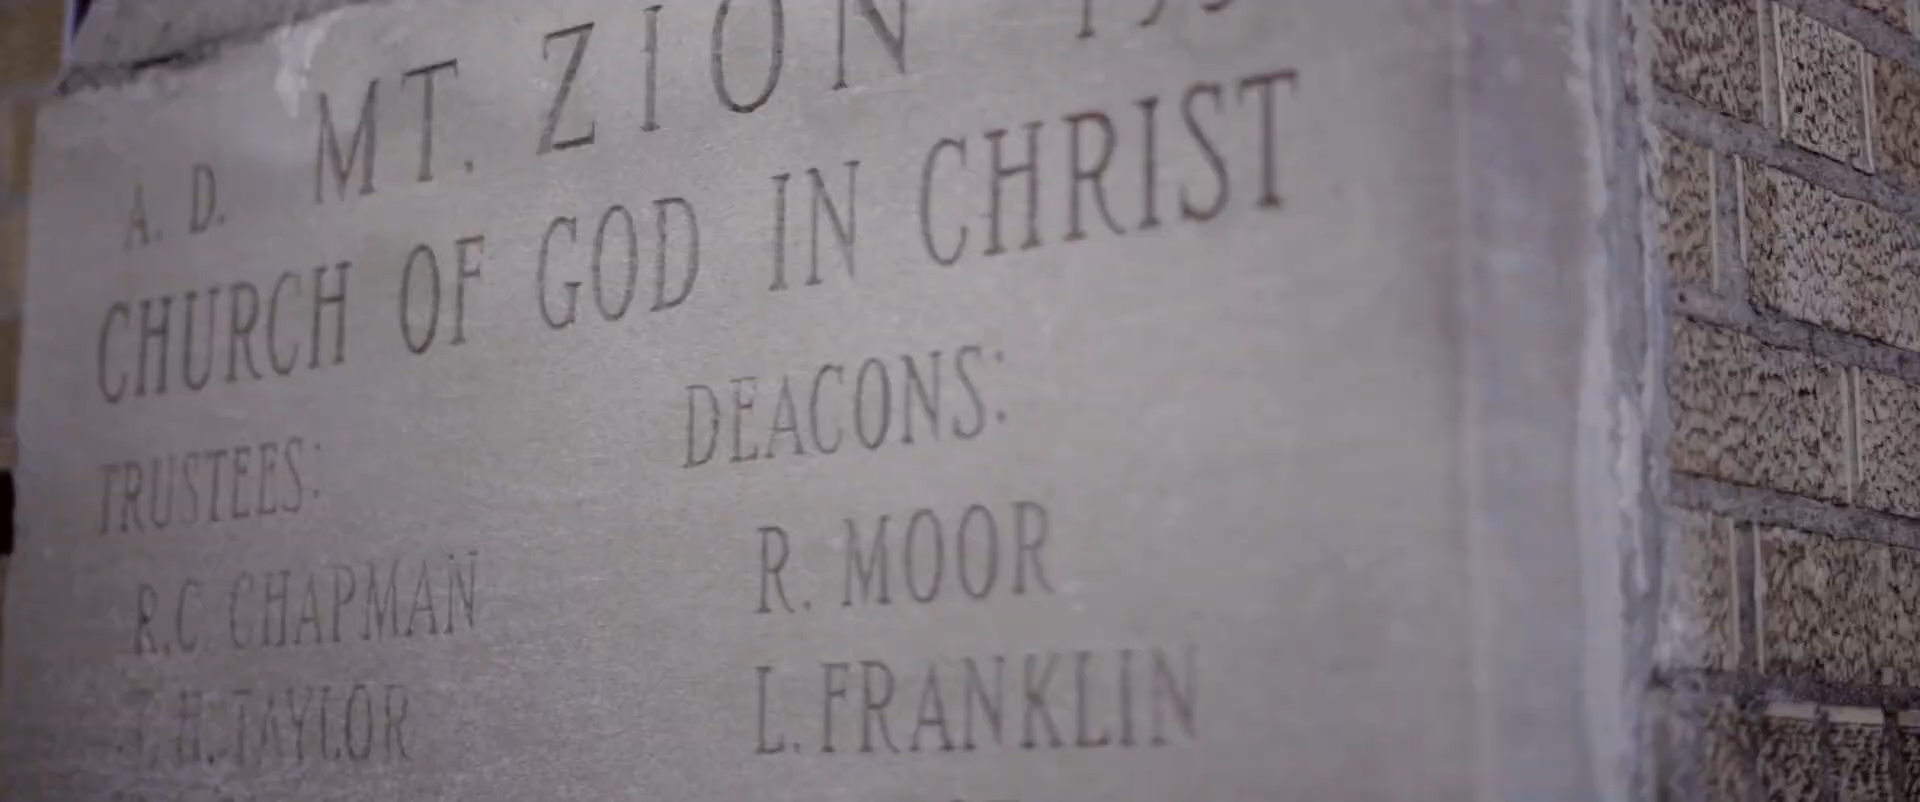 A. D. MT. ZION
CHURCH OF GOD IN CHRIST
TRUSTEES:
DEACONS:
R.C. CHAPMAN
R. MOOR
H. TAYLOR
L. FRANKLIN